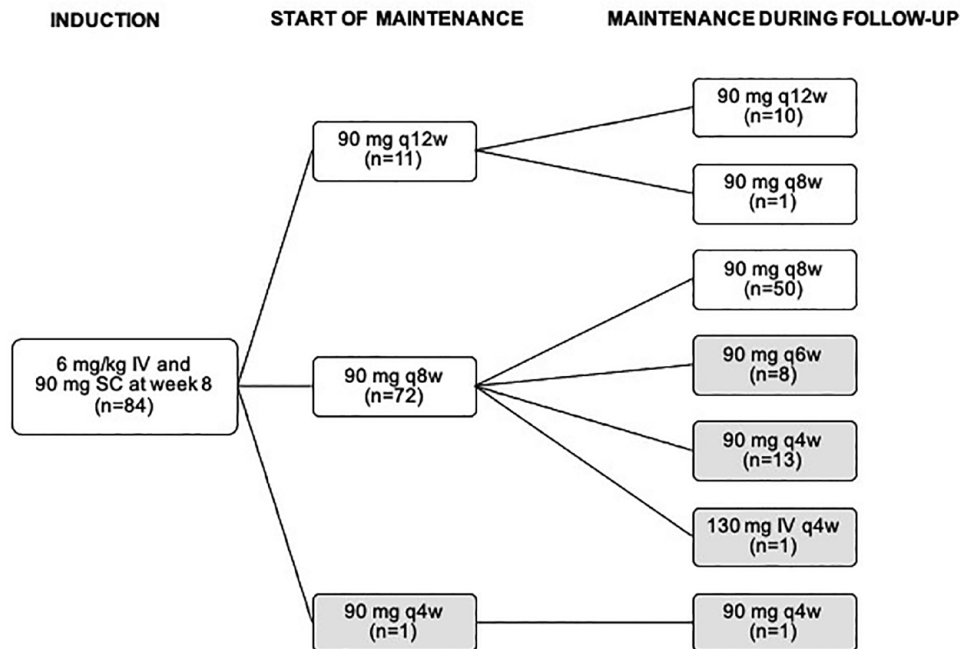 INDUCTION
START OF MAINTENANCE
MAINTENANCE DURING FOLLOW-UP
6 mg/kg IV and
90 mg SC at week 8
(n=84)
90 mg q12w
(n=11)
90 mg q8w
(n=72)
90 mg q4w
(n=1)
90 mg q12w
(n=10)
90 mg q8w
(n=1)
90 mg q8w
(n=50)
90 mg q6w
(n=8)
90 mg q4w
(n=13)
130 mg IV q4w
(n=1)
90 mg q4w
(n=1)